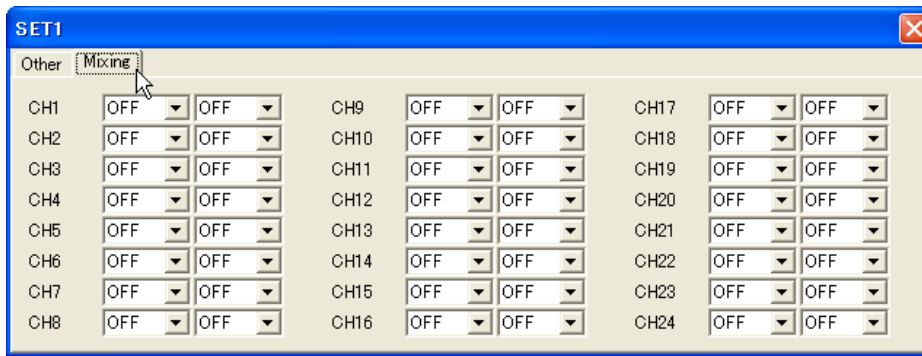 SET1
Other Mixing
CH1 OFF OFF CH9 OFF OFF CH17 OFF OFF
CH2 OFF OFF CH10 OFF OFF CH18 OFF OFF
CH3 OFF OFF CH11 OFF OFF CH19 OFF OFF
CH4 OFF OFF CH12 OFF OFF CH20 OFF OFF
CH5 OFF OFF CH13 OFF OFF CH21 OFF OFF
CH6 OFF OFF CH14 OFF OFF CH22 OFF OFF
CH7 OFF OFF CH15 OFF OFF CH23 OFF OFF
CH8 OFF OFF CH16 OFF OFF CH24 OFF OFF